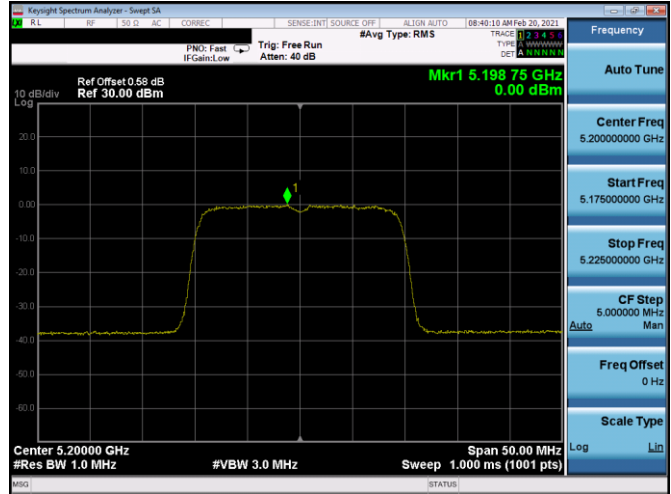 Keysight Spectrum Analyzer - Swept SA
RL RF 50 Ω AC CORREC SENSE:INT SOURCE OFF ALIGN AUTO 08:40:10 AM Feb 20, 2021
#Avg Type: RMS
TRACE 1 2 3 4 5 6
TYPE A WWWWW
DET A N N N N N
PNO: Fast
IFGain:Low
Trig: Free Run
Atten: 40 dB
Mkr1 5.198 75 GHz
0.00 dBm
Ref Offset 0.58 dB
Ref 30.00 dBm
10 dB/div
Log
20.0
10.0
0.00
-10.0
-20.0
-30.0
-40.0
-50.0
-60.0
1
Center 5.20000 GHz
#Res BW 1.0 MHz
#VBW 3.0 MHz
Span 50.00 MHz
Sweep 1.000 ms (1001 pts)
MSG
STATUS
Frequency
Auto Tune
Center Freq
5.200000000 GHz
Start Freq
5.175000000 GHz
Stop Freq
5.225000000 GHz
CF Step
5.000000 MHz
Auto Man
Freq Offset
0 Hz
Scale Type
Log Lin